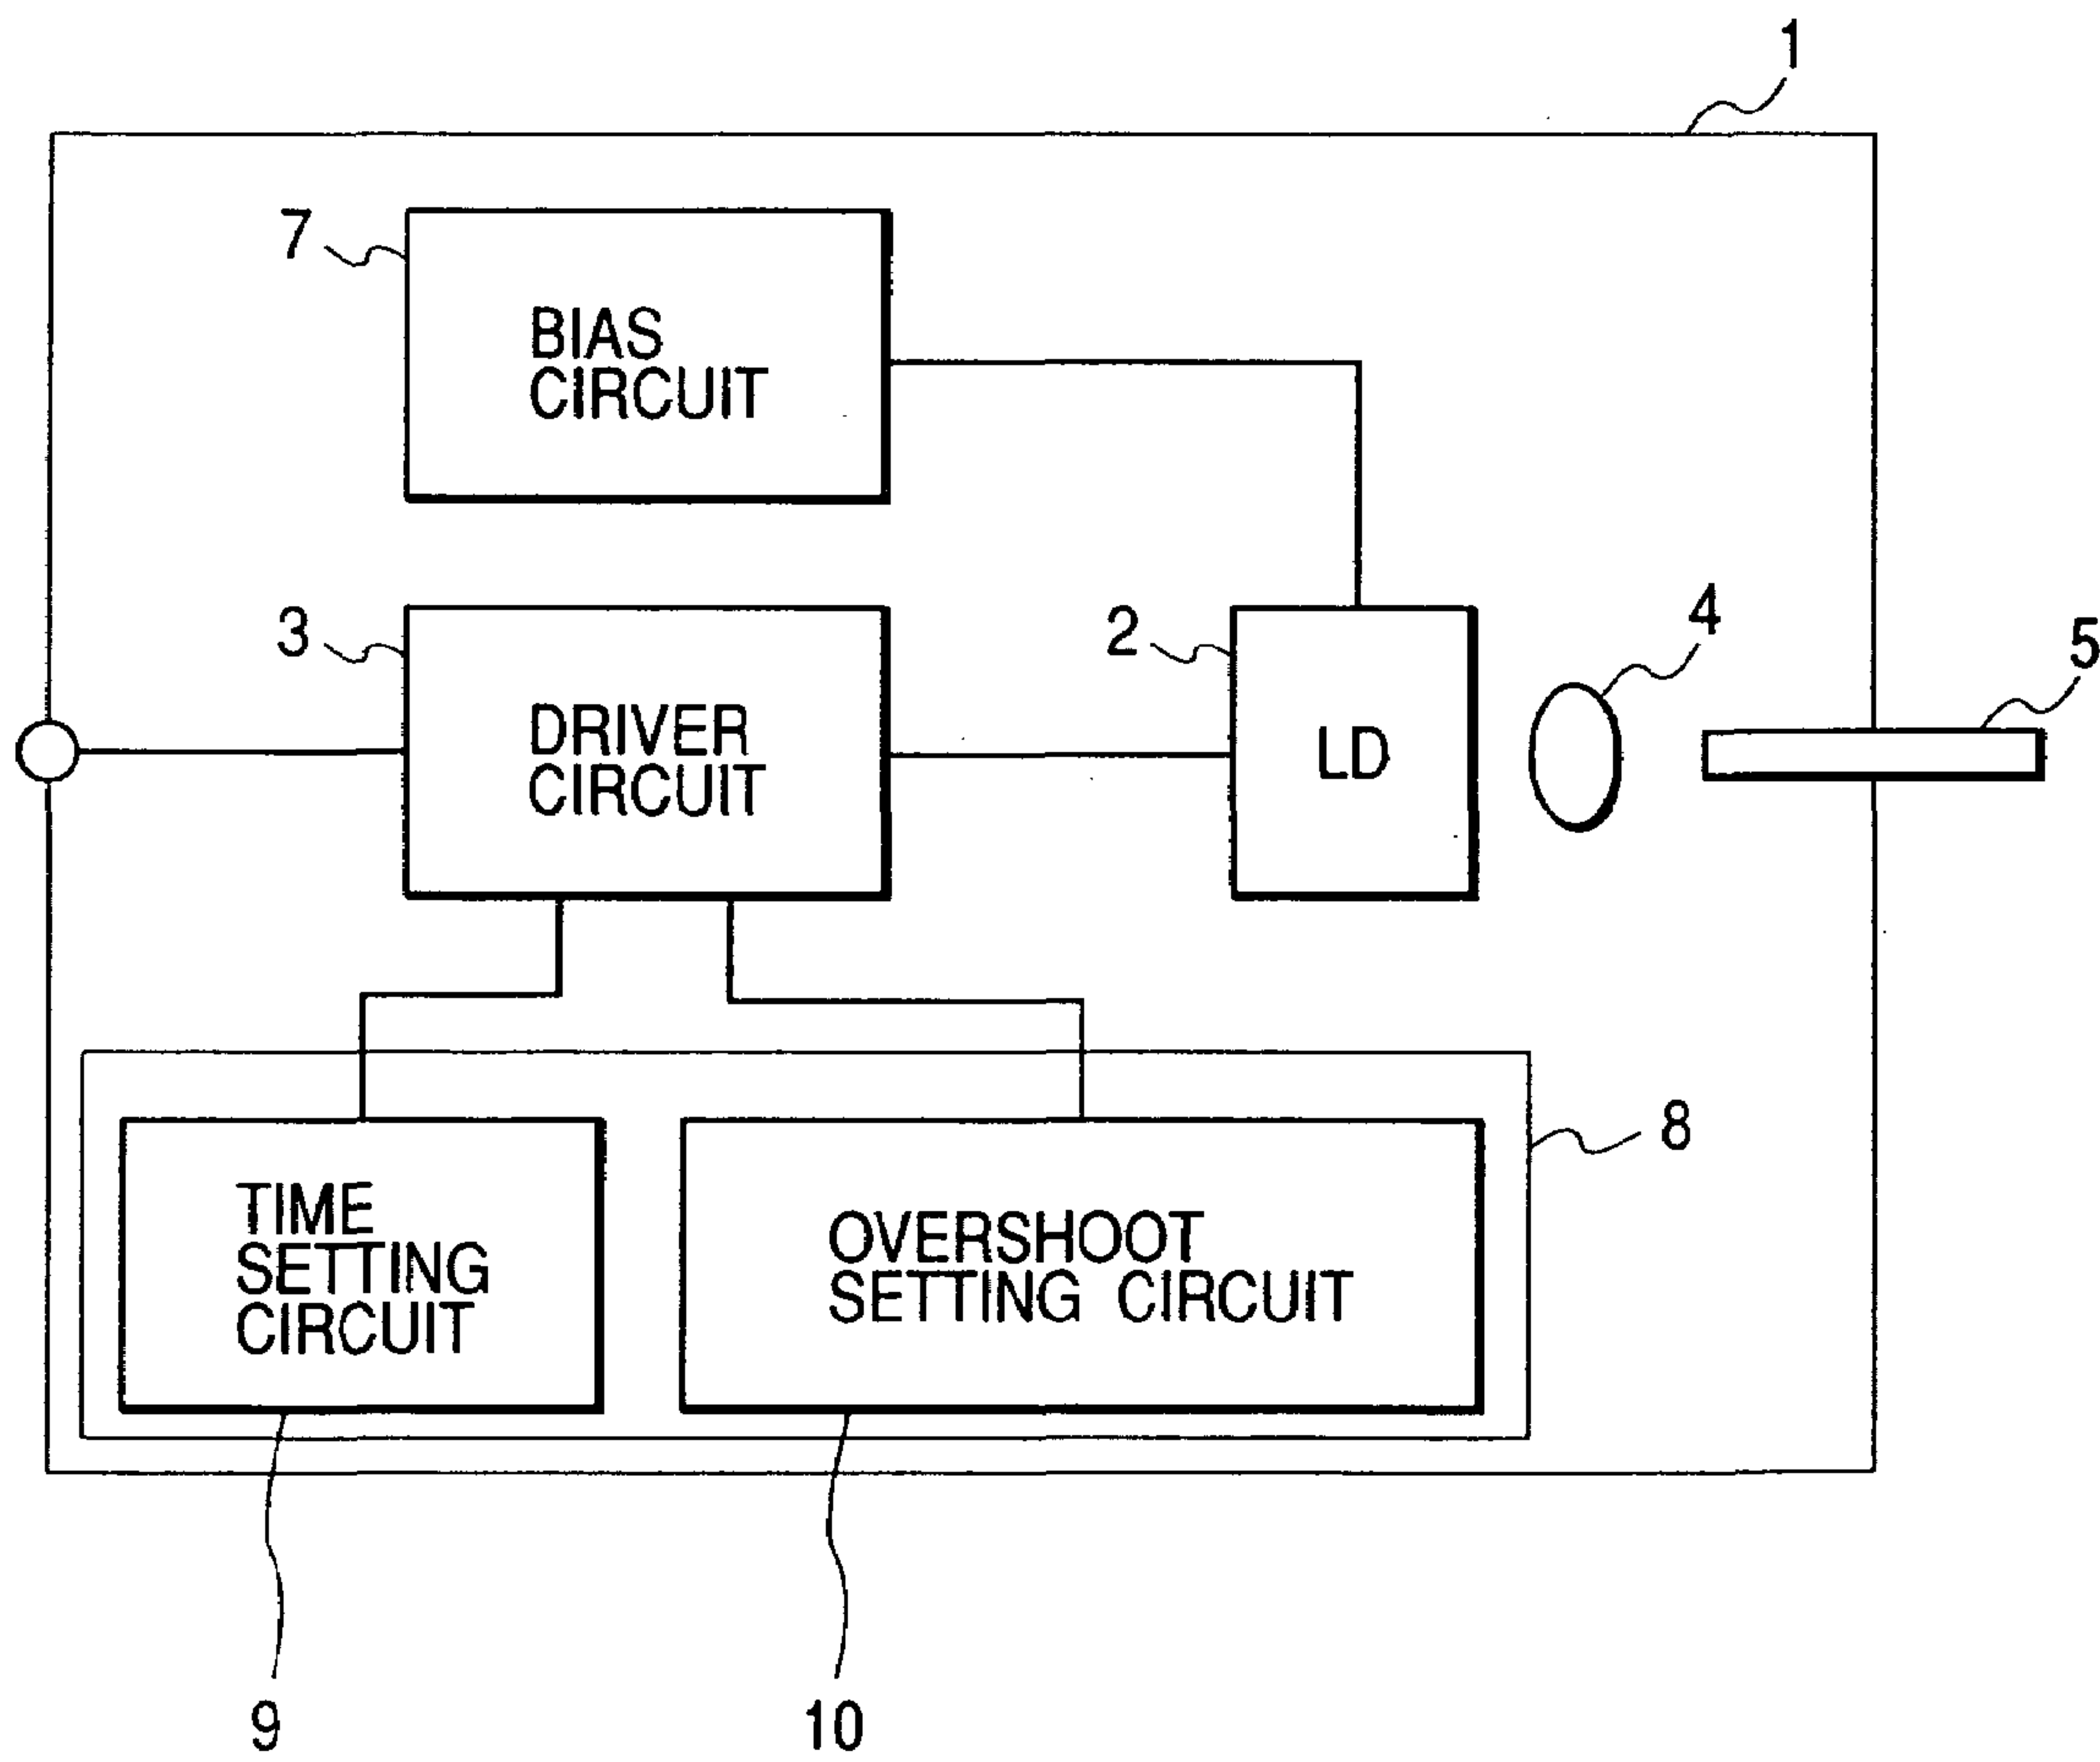 1
7
BIAS
CIRCUIT
3
DRIVER
CIRCUIT
2
LD
4
5
8
TIME
SETTING
CIRCUIT
OVERSHOOT
SETTING CIRCUIT
9
10